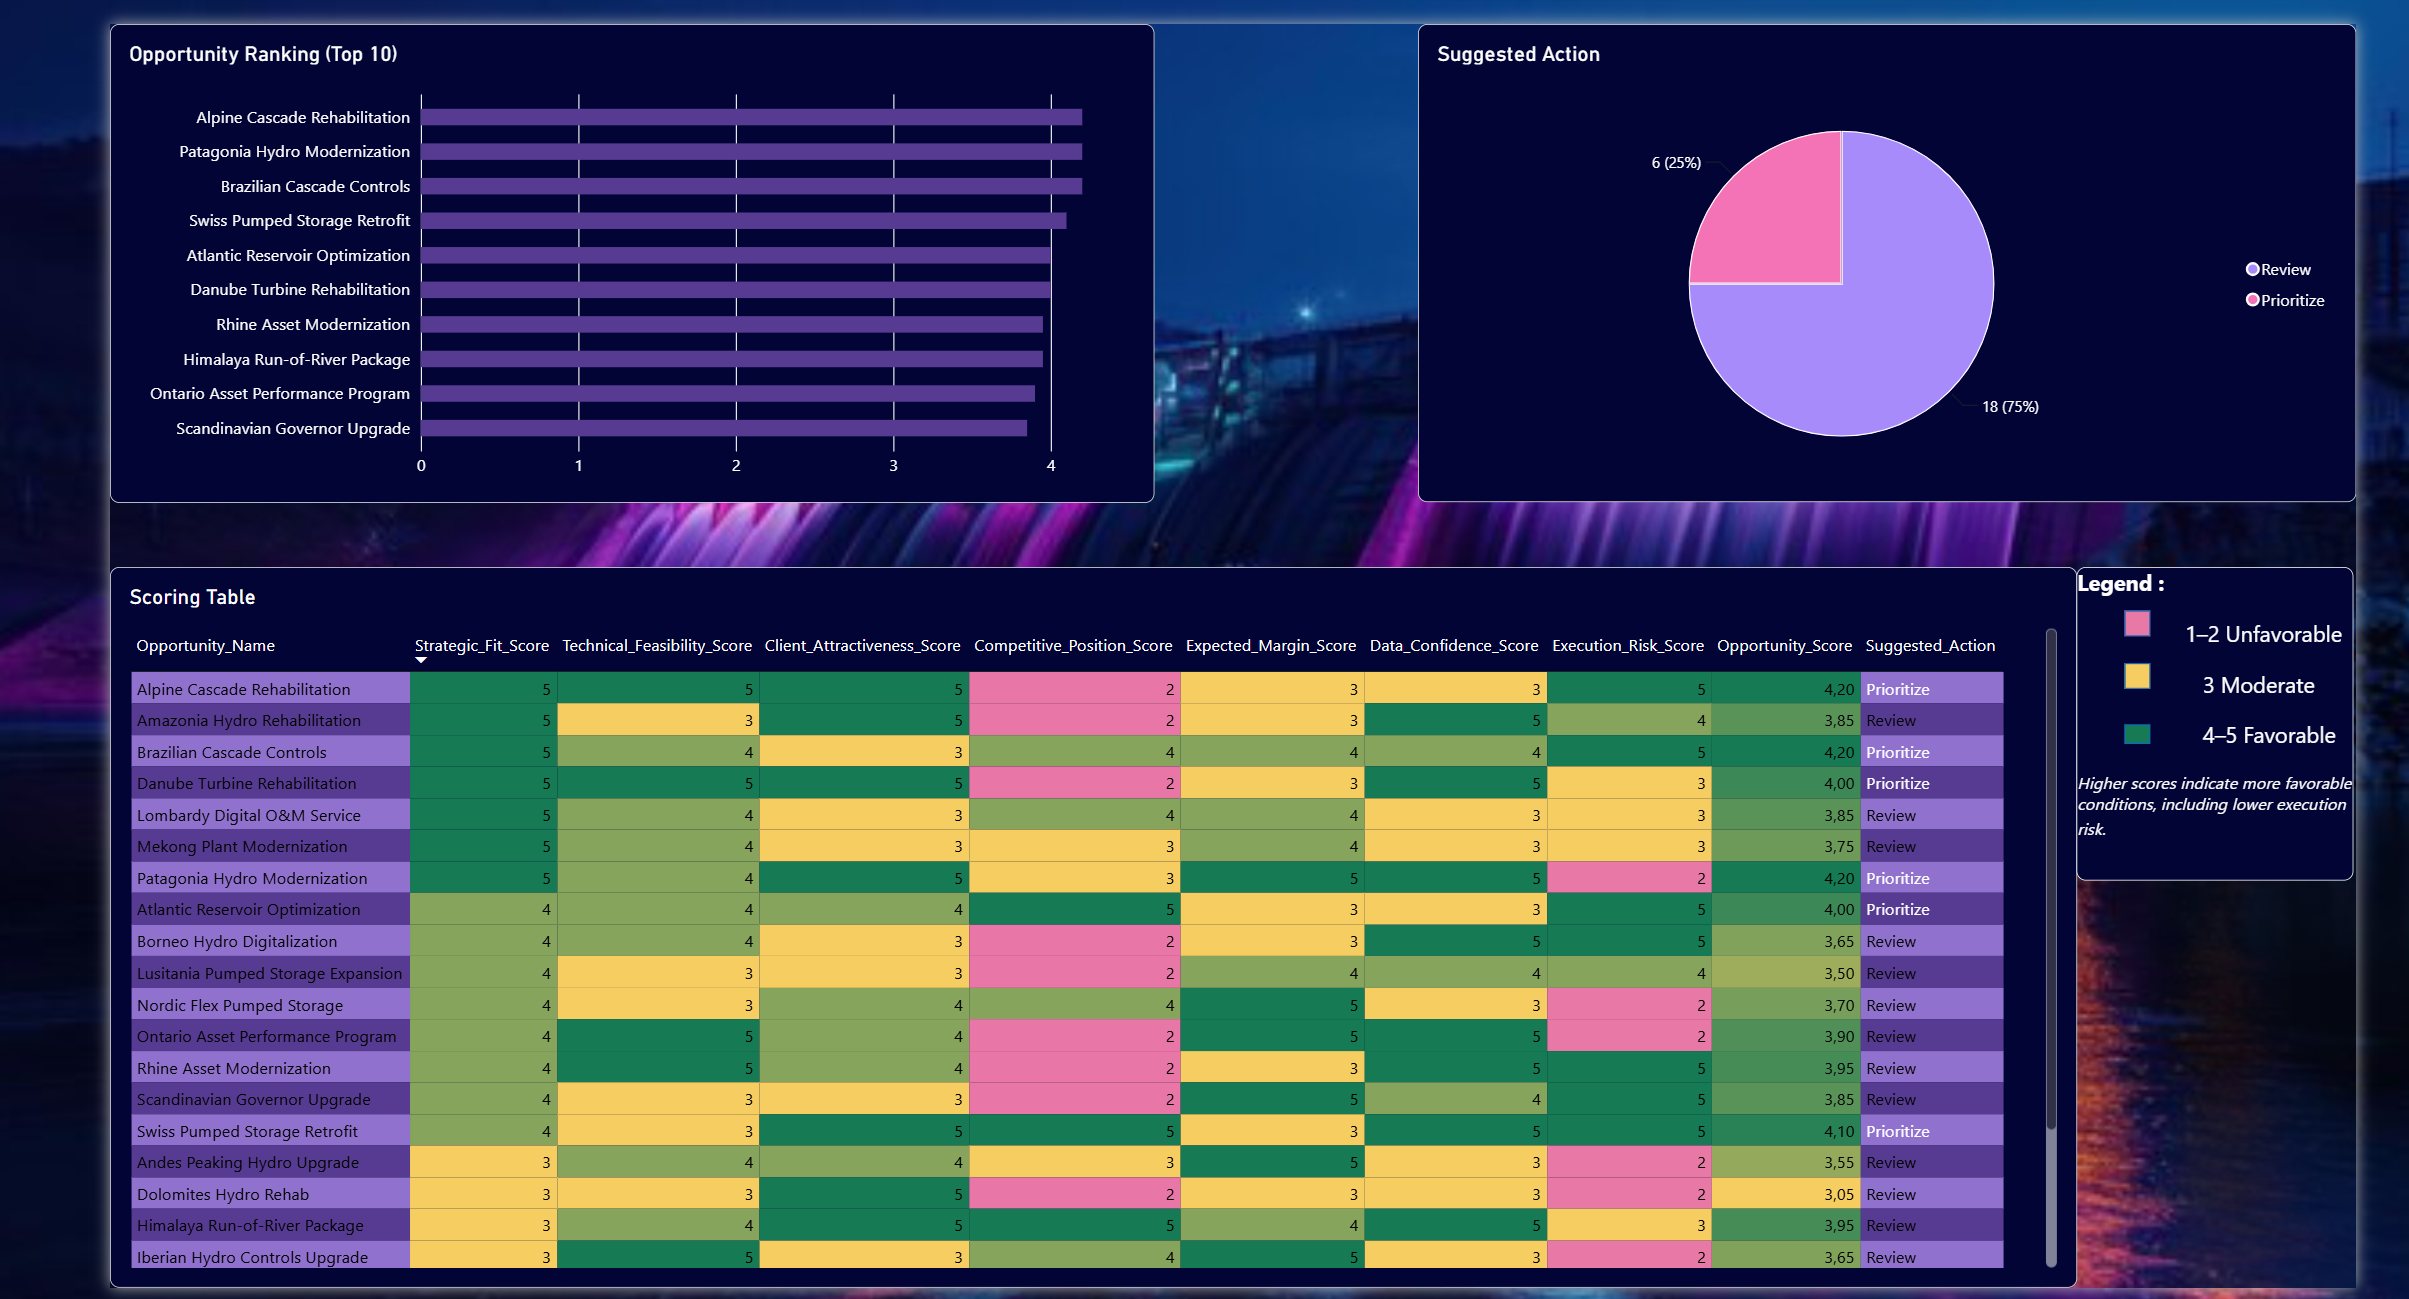 Opportunity Ranking (Top 10)
Alpine Cascade Rehabilitation
Patagonia Hydro Modernization
Brazilian Cascade Controls
Swiss Pumped Storage Retrofit
Atlantic Reservoir Optimization
Danube Turbine Rehabilitation
Rhine Asset Modernization
Himalaya Run-of-River Package
Ontario Asset Performance Program
Scandinavian Governor Upgrade
0 1 2 3 4
Suggested Action
6 (25%)
18 (75%)
Review
Prioritize
Scoring Table
Opportunity_Name Strategic_Fit_Score Technical_Feasibility_Score Client_Attractiveness_Score Competitive_Position_Score Expected_Margin_Score Data_Confidence_Score Execution_Risk_Score Opportunity_Score Suggested_Action
Alpine Cascade Rehabilitation 5 5 5 2 3 3 5 4,20 Prioritize
Amazonia Hydro Rehabilitation 5 3 5 2 3 5 4 3,85 Review
Brazilian Cascade Controls 5 4 3 4 4 4 5 4,20 Prioritize
Danube Turbine Rehabilitation 5 5 5 2 3 5 3 4,00 Prioritize
Lombardy Digital O&M Service 5 4 3 4 4 3 3 3,85 Review
Mekong Plant Modernization 5 4 3 3 4 3 3 3,75 Review
Patagonia Hydro Modernization 5 4 5 3 5 5 2 4,20 Prioritize
Atlantic Reservoir Optimization 4 4 4 5 3 3 5 4,00 Prioritize
Borneo Hydro Digitalization 4 4 3 2 3 5 5 3,65 Review
Lusitania Pumped Storage Expansion 4 3 3 2 4 4 4 3,50 Review
Nordic Flex Pumped Storage 4 3 4 4 5 3 2 3,70 Review
Ontario Asset Performance Program 4 5 4 2 5 5 2 3,90 Review
Rhine Asset Modernization 4 5 4 2 3 5 5 3,95 Review
Scandinavian Governor Upgrade 4 3 3 2 5 4 5 3,85 Review
Swiss Pumped Storage Retrofit 4 3 5 5 3 5 5 4,10 Prioritize
Andes Peaking Hydro Upgrade 3 4 4 3 5 3 2 3,55 Review
Dolomites Hydro Rehab 3 3 5 2 3 3 2 3,05 Review
Himalaya Run-of-River Package 3 4 5 5 4 5 3 3,95 Review
Iberian Hydro Controls Upgrade 3 5 3 4 5 3 2 3,65 Review
Legend :
1–2 Unfavorable
3 Moderate
4–5 Favorable
Higher scores indicate more favorable
conditions, including lower execution
risk.